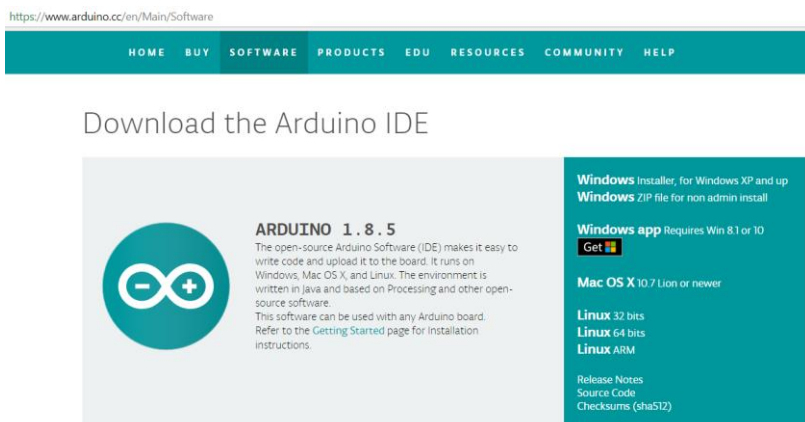 https://www.arduino.cc/en/Main/Software
HOME BUY SOFTWARE PRODUCTS EDU RESOURCES COMMUNITY HELP
Download the Arduino IDE
ARDUINO 1.8.5
The open-source Arduino Software (IDE) makes it easy to
write code and upload it to the board. It runs on
Windows, Mac OS X, and Linux. The environment is
written in Java and based on Processing and other open-
source software.
This software can be used with any Arduino board.
Refer to the Getting Started page for Installation
instructions.
Windows Installer, for Windows XP and up
Windows ZIP file for non admin install
Windows app Requires Win 8.1 or 10
Get
Mac OS X 10.7 Lion or newer
Linux 32 bits
Linux 64 bits
Linux ARM
Release Notes
Source Code
Checksums (sha512)